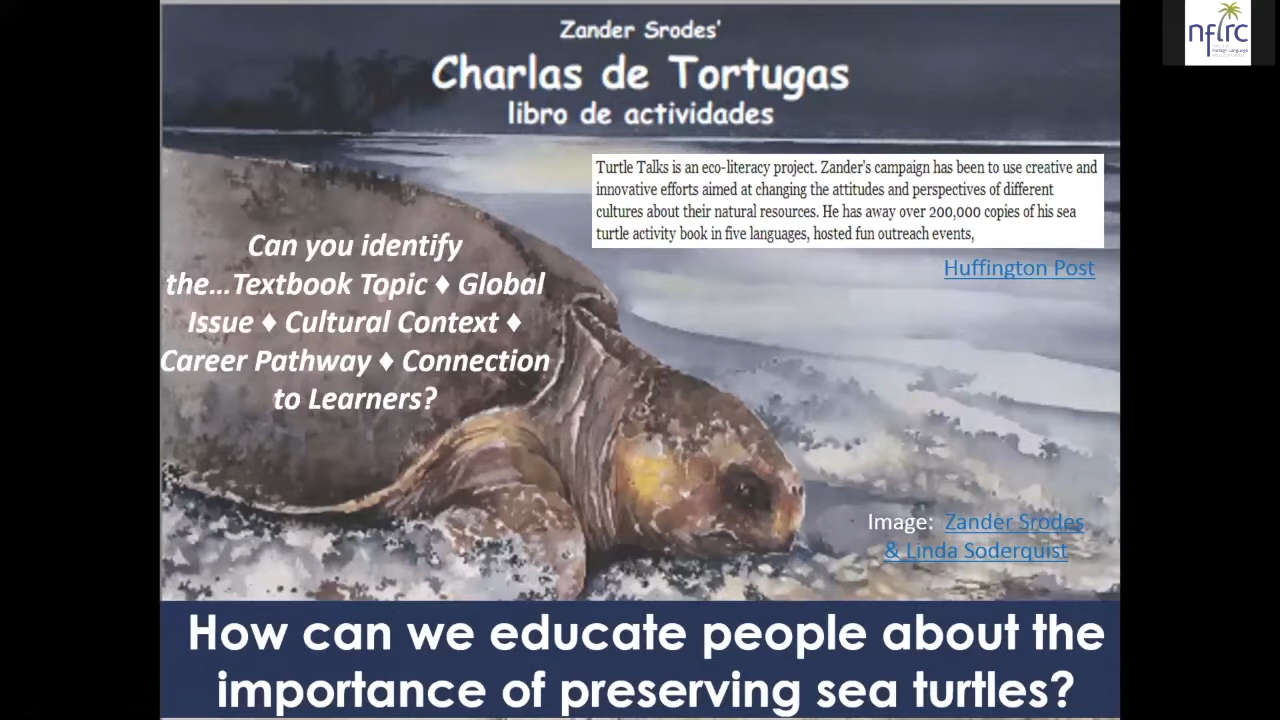 Zander Srodes'
Charlas de Tortugas
libro de actividades
nflrc
Turtle Talks is an eco-literacy project. Zander's campaign has been to use creative and
innovative efforts aimed at changing the attitudes and perspectives of different
cultures about their natural resources. He has away over 200,000 copies of his sea
turtle activity book in five languages, hosted fun outreach events,
Huffington Post
Can you identify
the...Textbook Topic ♦ Global
Issue ♦ Cultural Context ♦
Career Pathway ♦ Connection
to Learners?
Image: Zander Srodes
& Linda Soderquist
How can we educate people about the
importance of preserving sea turtles?